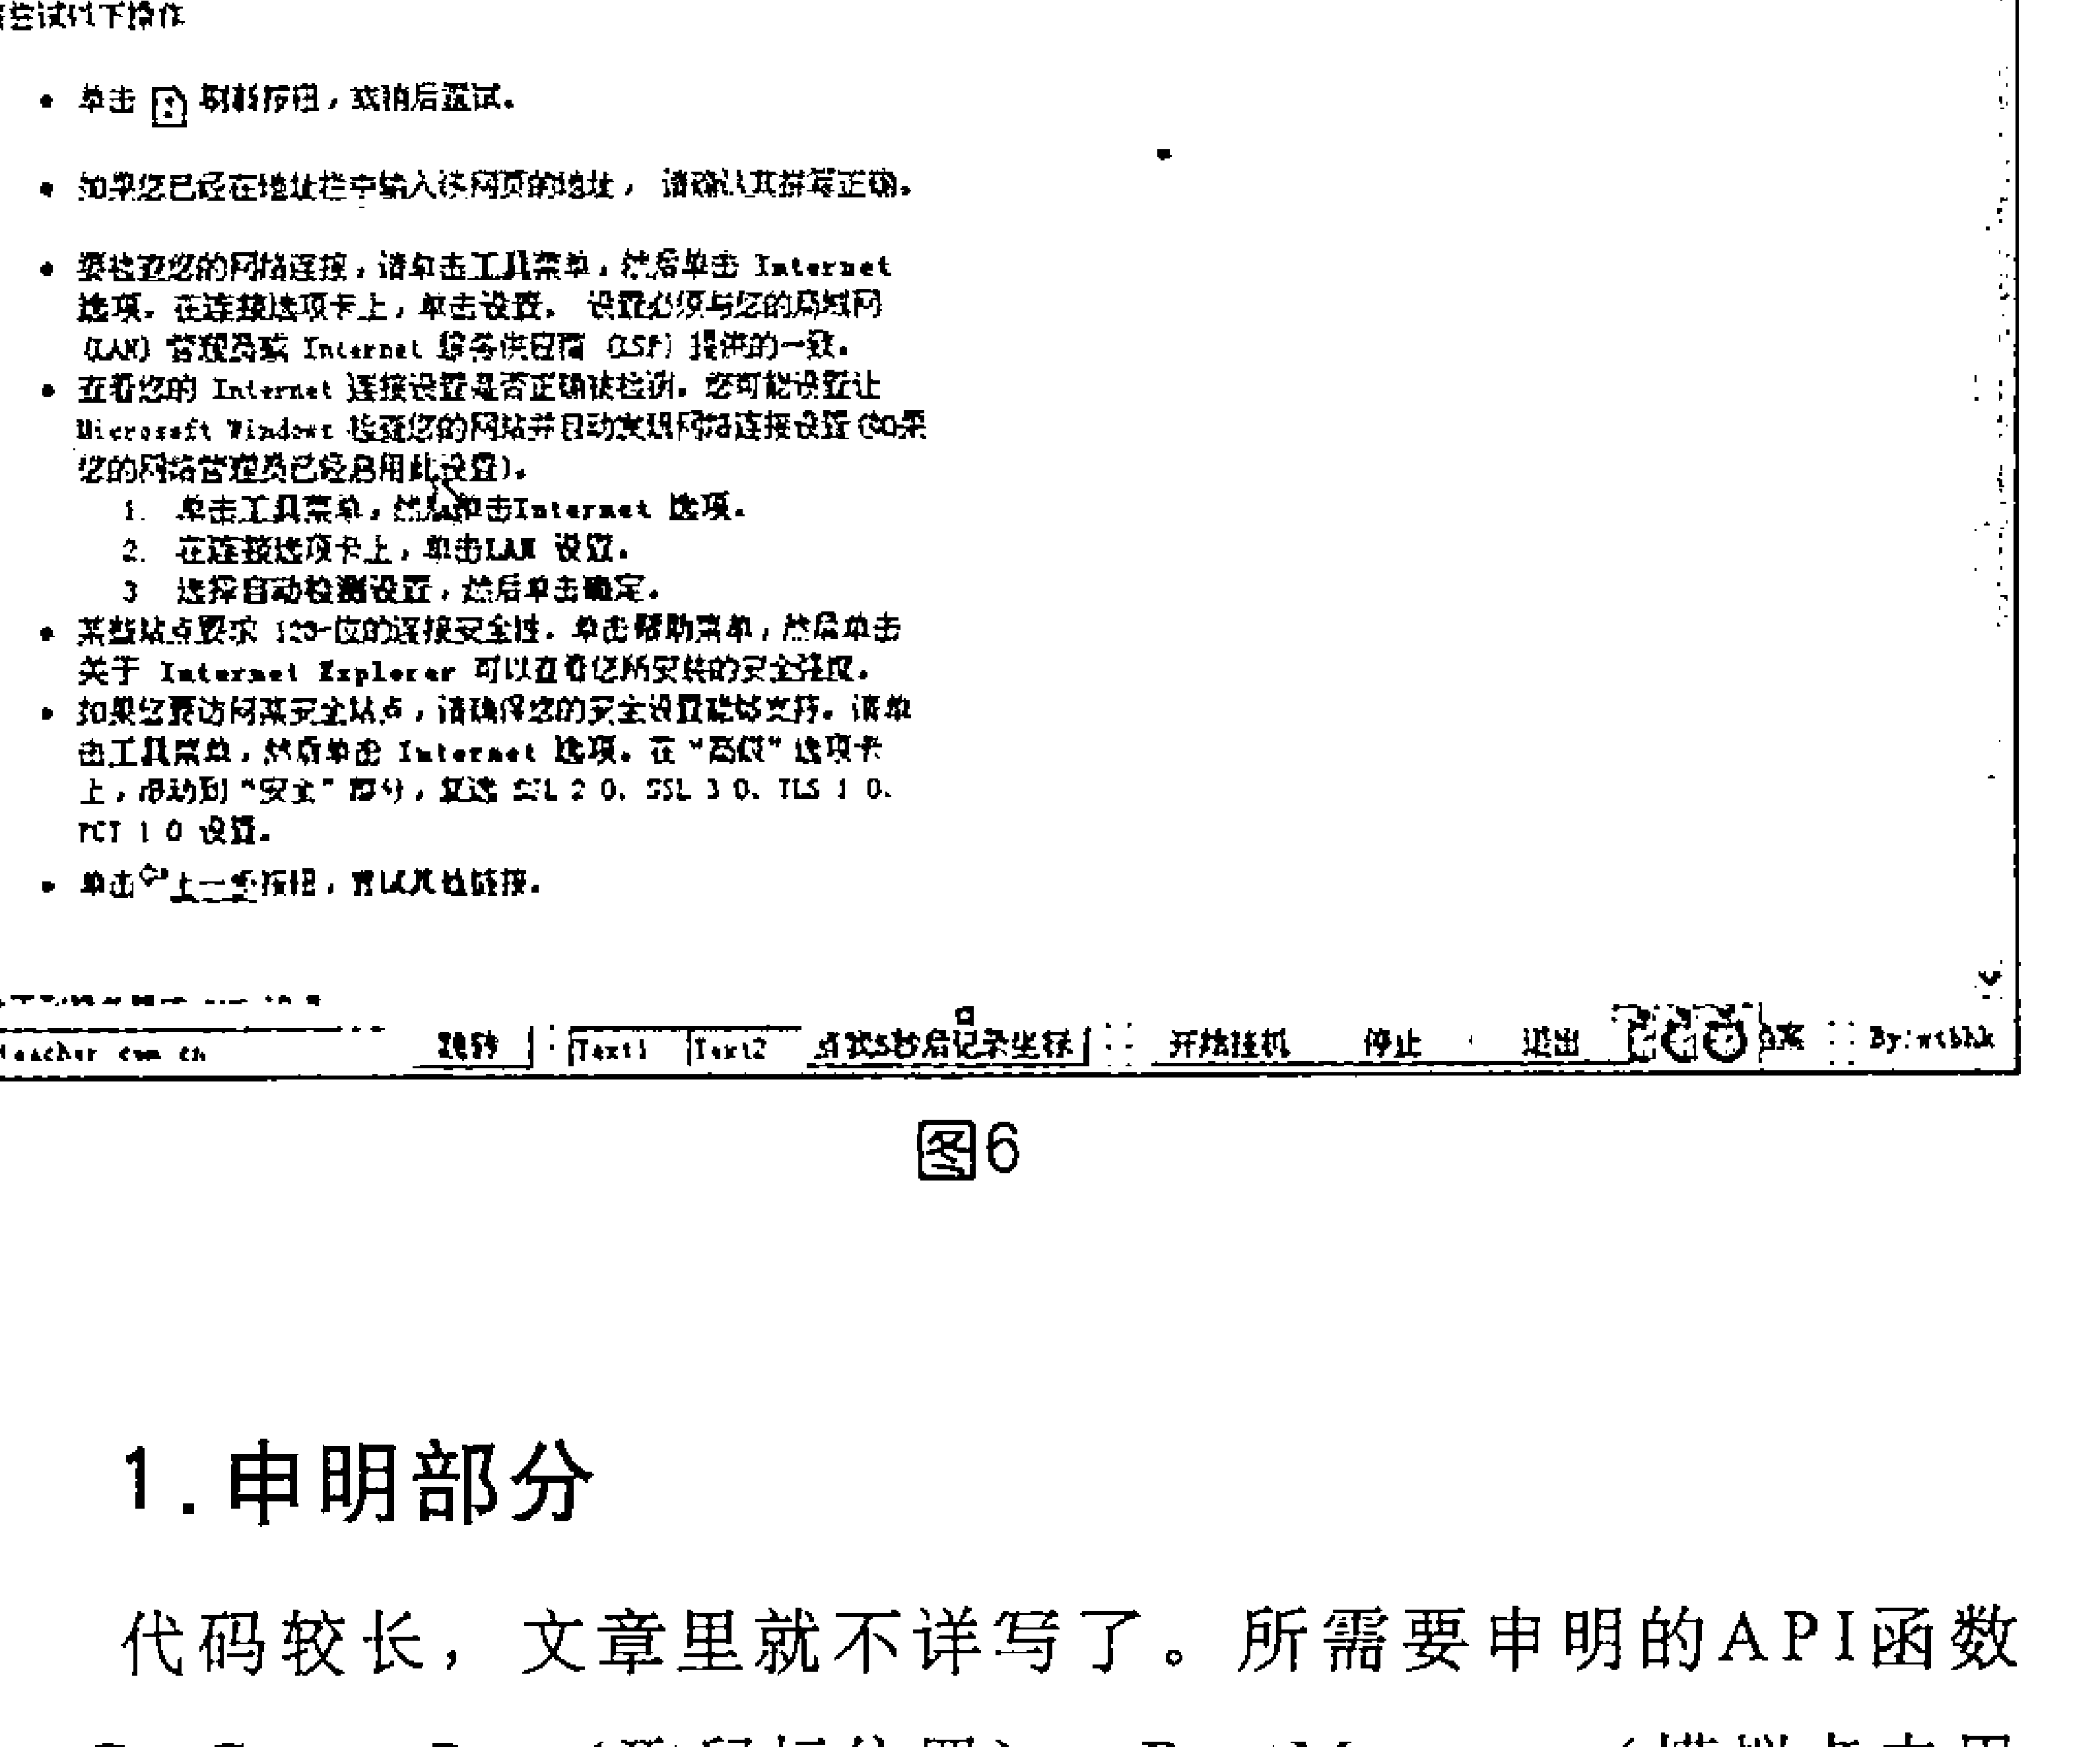 尝试以下操作
• 单击 刷新按钮，或稍后重试。
• 如果您已经在地址栏中输入该网页的地址， 请确认其拼写正确。
• 要检查您的网络连接，请单击工具菜单，然后单击 Internet
选项。在连接选项卡上，单击设置。 设置必须与您的局域网
(LAN) 管理员或 Internet 服务供应商 (ISP) 提供的一致。
• 查看您的 Internet 连接设置是否正确被检测。您可能设置让
Microsoft Windows 检查您的网站并自动发现网络连接设置(如果
您的网络管理员已经启用此设置)。
1. 单击工具菜单，然后单击Internet 选项。
2. 在连接选项卡上，单击LAN 设置。
3 选择自动检测设置，然后单击确定。
• 某些站点要求 128-位的连接安全性。单击帮助菜单，然后单击
关于 Internet Explorer 可以查看您所安装的安全强度。
• 如果您要访问某安全站点，请确保您的安全设置能够支持。请单
击工具菜单，然后单击 Internet 选项。在“高级”选项卡
上，滚动到“安全”部分，复选 SSL 2 0、SSL 3 0、TLS 1 0、
PCT 1 0 设置。
• 单击 上一步按钮，尝试其他链接。
Text1 Text2 点我5秒后记录坐标 开始挂机 停止 退出 By:wtbhk
图6
1.申明部分
代码较长，文章里就不详写了。所需要申明的API函数